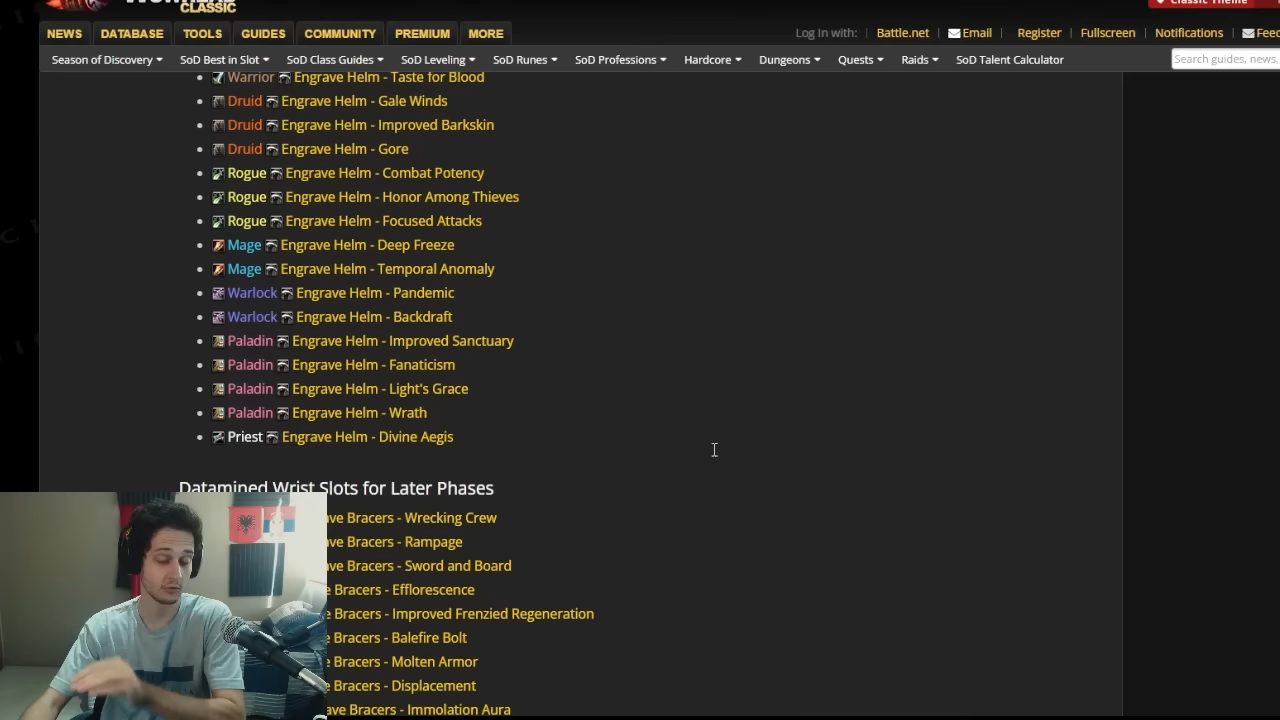 CLASSIC
Classic Theme
NEWS DATABASE TOOLS GUIDES COMMUNITY PREMIUM MORE
Log in with: Battle.net Email Register Fullscreen Notifications
Season of Discovery SoD Best in Slot SoD Class Guides SoD Leveling SoD Runes SoD Professions Hardcore Dungeons Quests Raids SoD Talent Calculator Search guides, news,
Warrior Engrave Helm - Taste for Blood
Druid Engrave Helm - Gale Winds
Druid Engrave Helm - Improved Barkskin
Druid Engrave Helm - Gore
Rogue Engrave Helm - Combat Potency
Rogue Engrave Helm - Honor Among Thieves
Rogue Engrave Helm - Focused Attacks
Mage Engrave Helm - Deep Freeze
Mage Engrave Helm - Temporal Anomaly
Warlock Engrave Helm - Pandemic
Warlock Engrave Helm - Backdraft
Paladin Engrave Helm - Improved Sanctuary
Paladin Engrave Helm - Fanaticism
Paladin Engrave Helm - Light's Grace
Paladin Engrave Helm - Wrath
Priest Engrave Helm - Divine Aegis
Datamined Wrist Slots for Later Phases
ave Bracers - Wrecking Crew
ave Bracers - Rampage
ave Bracers - Sword and Board
e Bracers - Efflorescence
e Bracers - Improved Frenzied Regeneration
e Bracers - Balefire Bolt
e Bracers - Molten Armor
e Bracers - Displacement
ave Bracers - Immolation Aura